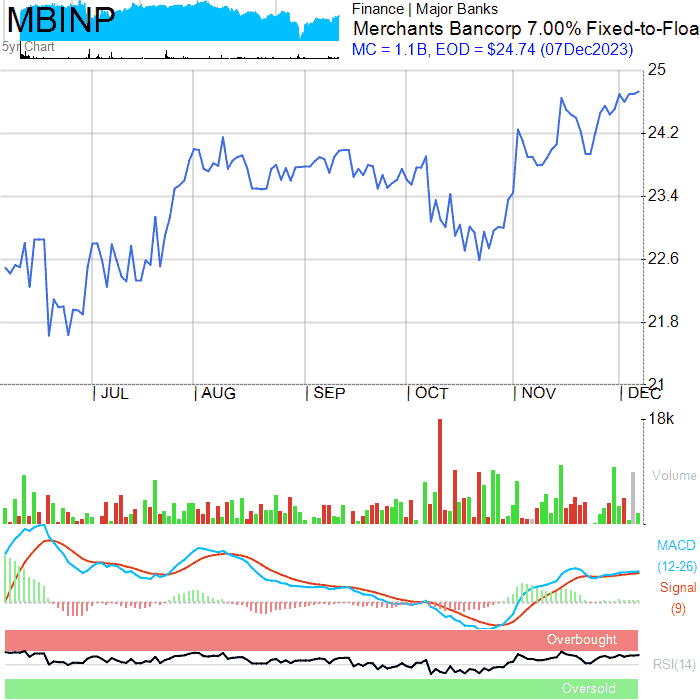 MBINP
5yr Chart
Finance | Major Banks
Merchants Bancorp 7.00% Fixed-to-Floa
MC = 1.1B, EOD = $24.74 (07Dec2023)
25
24.2
23.4
22.6
21.8
21
JUL AUG SEP OCT NOV DEC
18k
Volume
MACD
(12-26)
Signal
(9)
Overbought
RSI(14)
Oversold